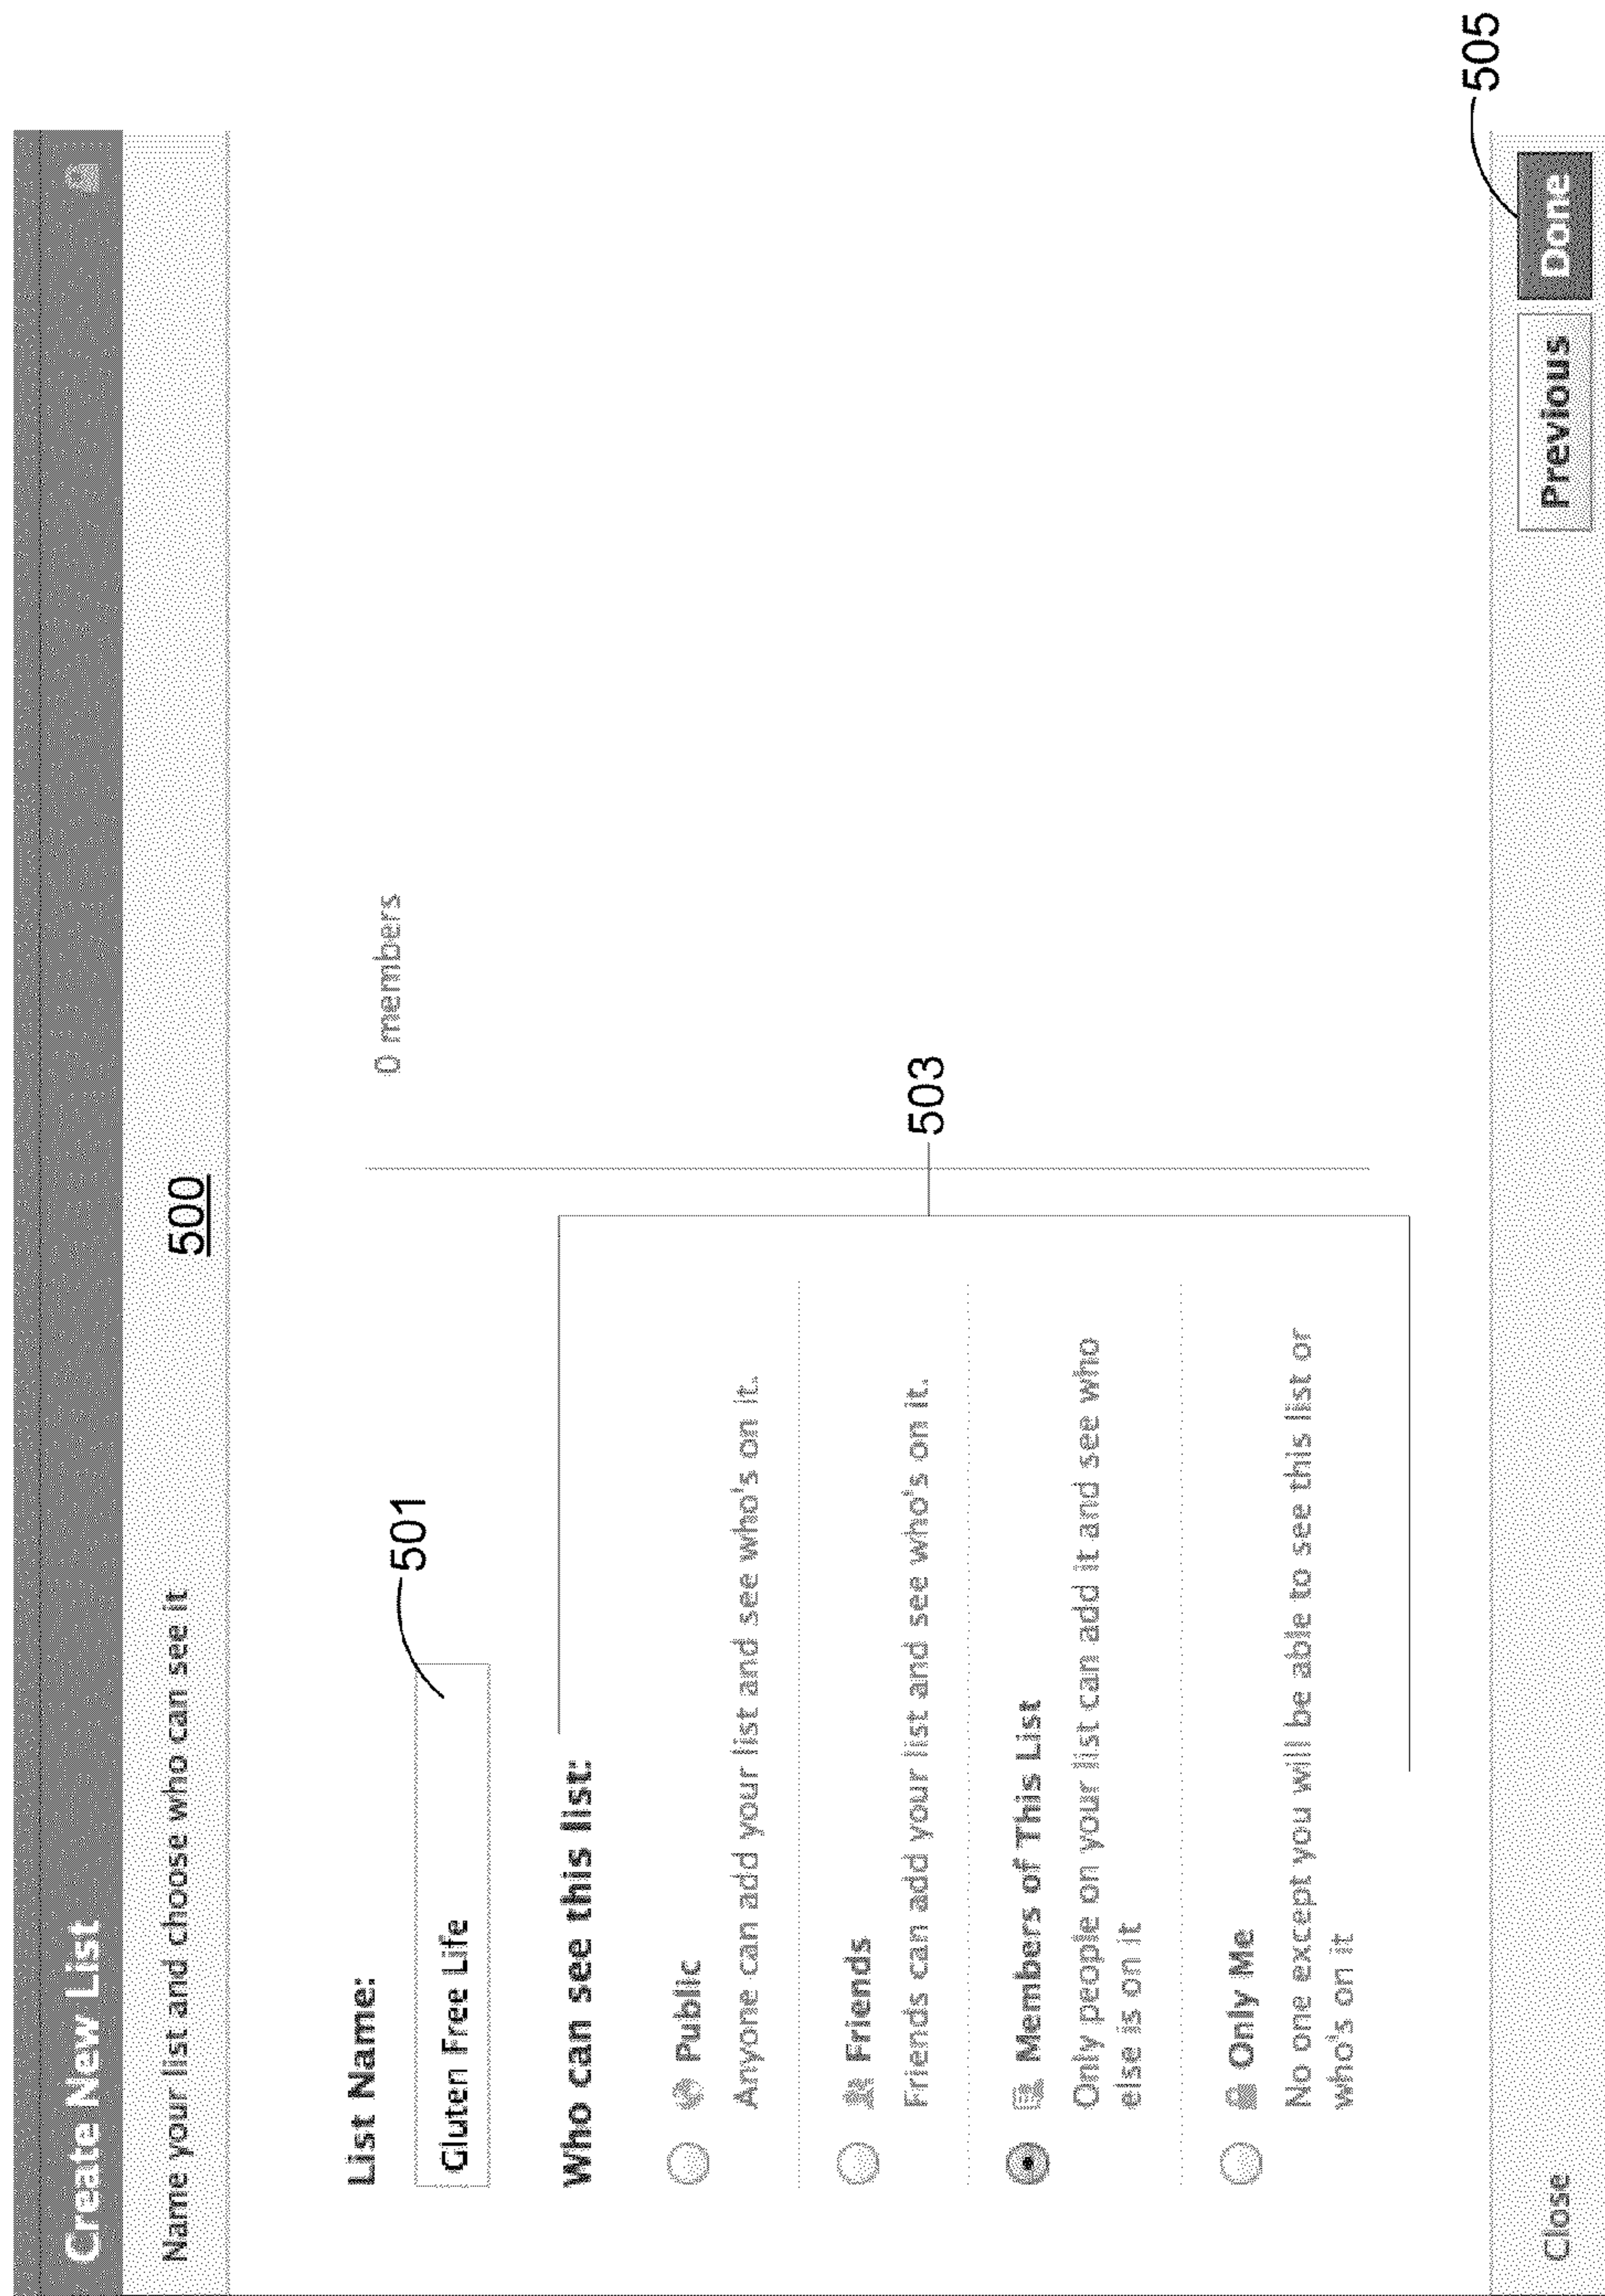 Create New List
Name your list and choose who can see it
500
List Name:
Gluten Free Life
501
0 members
Who can see this list:
503
Public
Anyone can add your list and see who's on it.
Friends
Friends can add your list and see who's on it.
Members of This List
Only people on your list can add it and see who
else is on it
Only Me
No one except you will be able to see this list or
who's on it
Close
Previous
Done
505